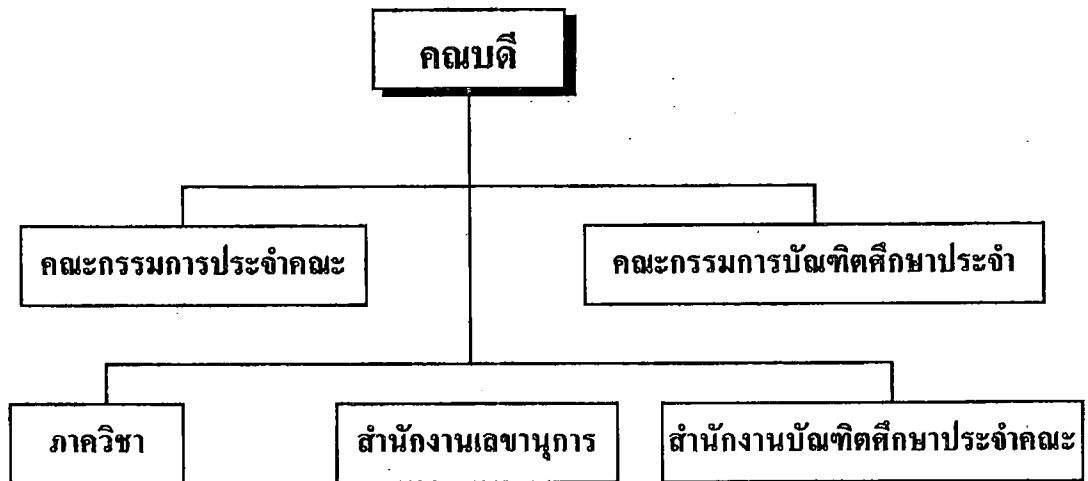 คณบดี
คณะกรรมการประจำคณะ
คณะกรรมการบัณฑิตศึกษาประจำ
ภาควิชา
สำนักงานเลขานุการ
สำนักงานบัณฑิตศึกษาประจำคณะ